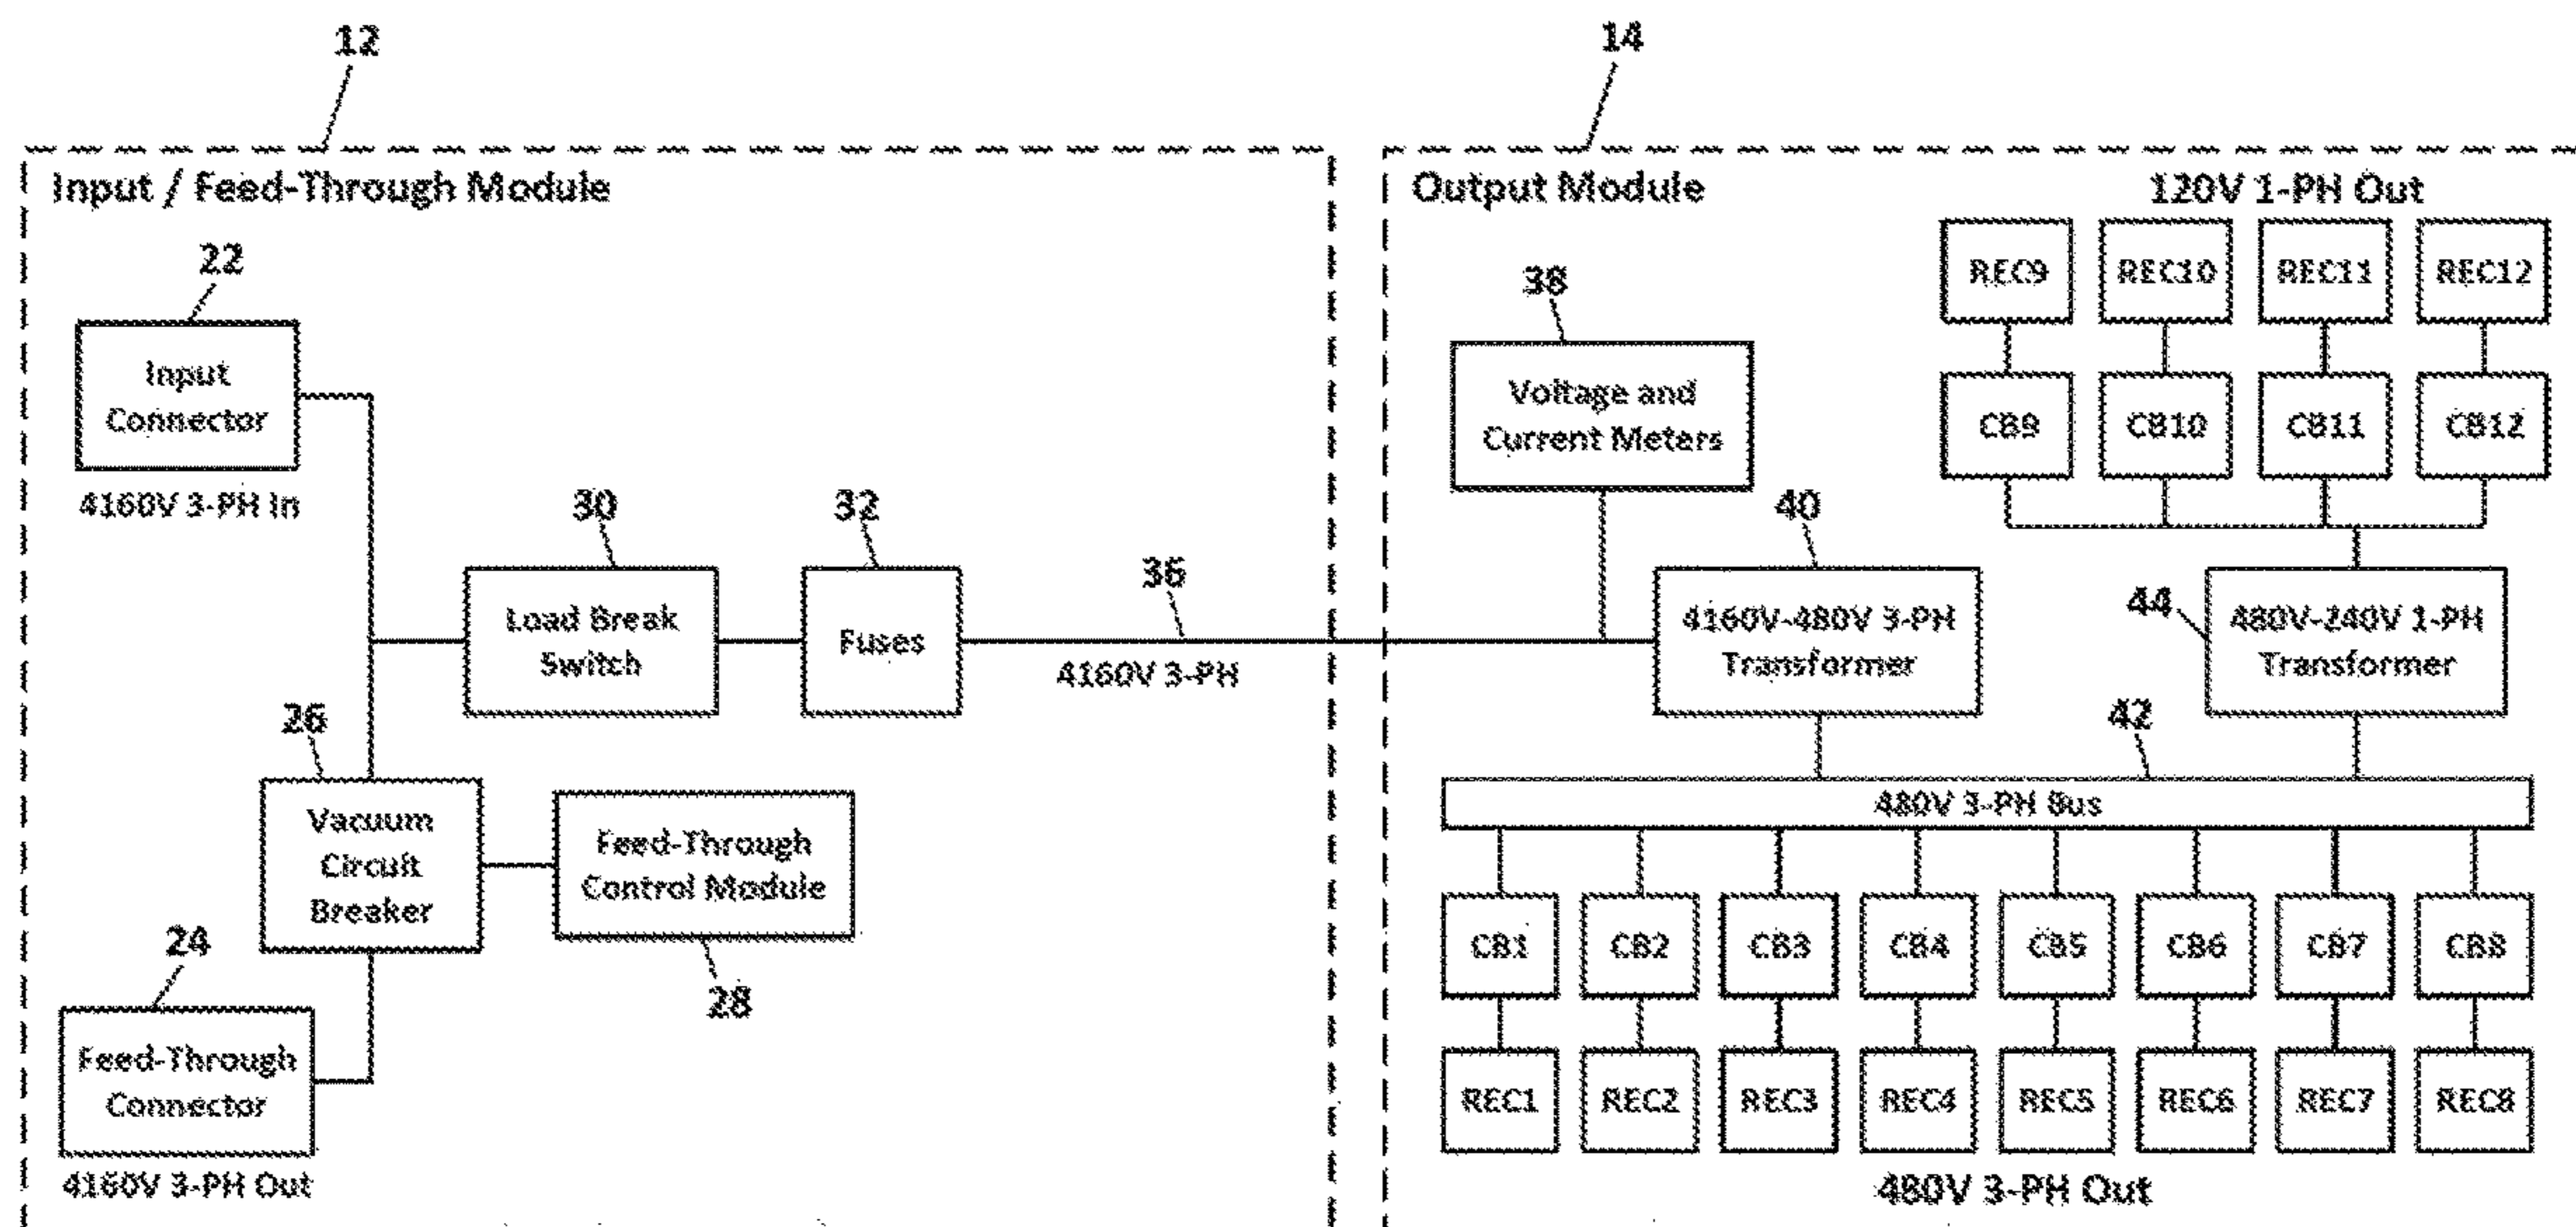 12
14
Input / Feed-Through Module
Output Module
120V 1-PH Out
22
Input
Connector
4160V 3-PH In
30
Load Break
Switch
32
Fuses
36
4160V 3-PH
26
Vacuum
Circuit
Breaker
Feed-Through
Control Module
28
24
Feed-Through
Connector
4160V 3-PH Out
38
Voltage and
Current Meters
REC9 REC10 REC11 REC12
CB9 CB10 CB11 CB12
40
4160V-480V 3-PH
Transformer
44
480V-240V 1-PH
Transformer
42
480V 3-PH Bus
CB1 CB2 CB3 CB4 CB5 CB6 CB7 CB8
REC1 REC2 REC3 REC4 REC5 REC6 REC7 REC8
480V 3-PH Out